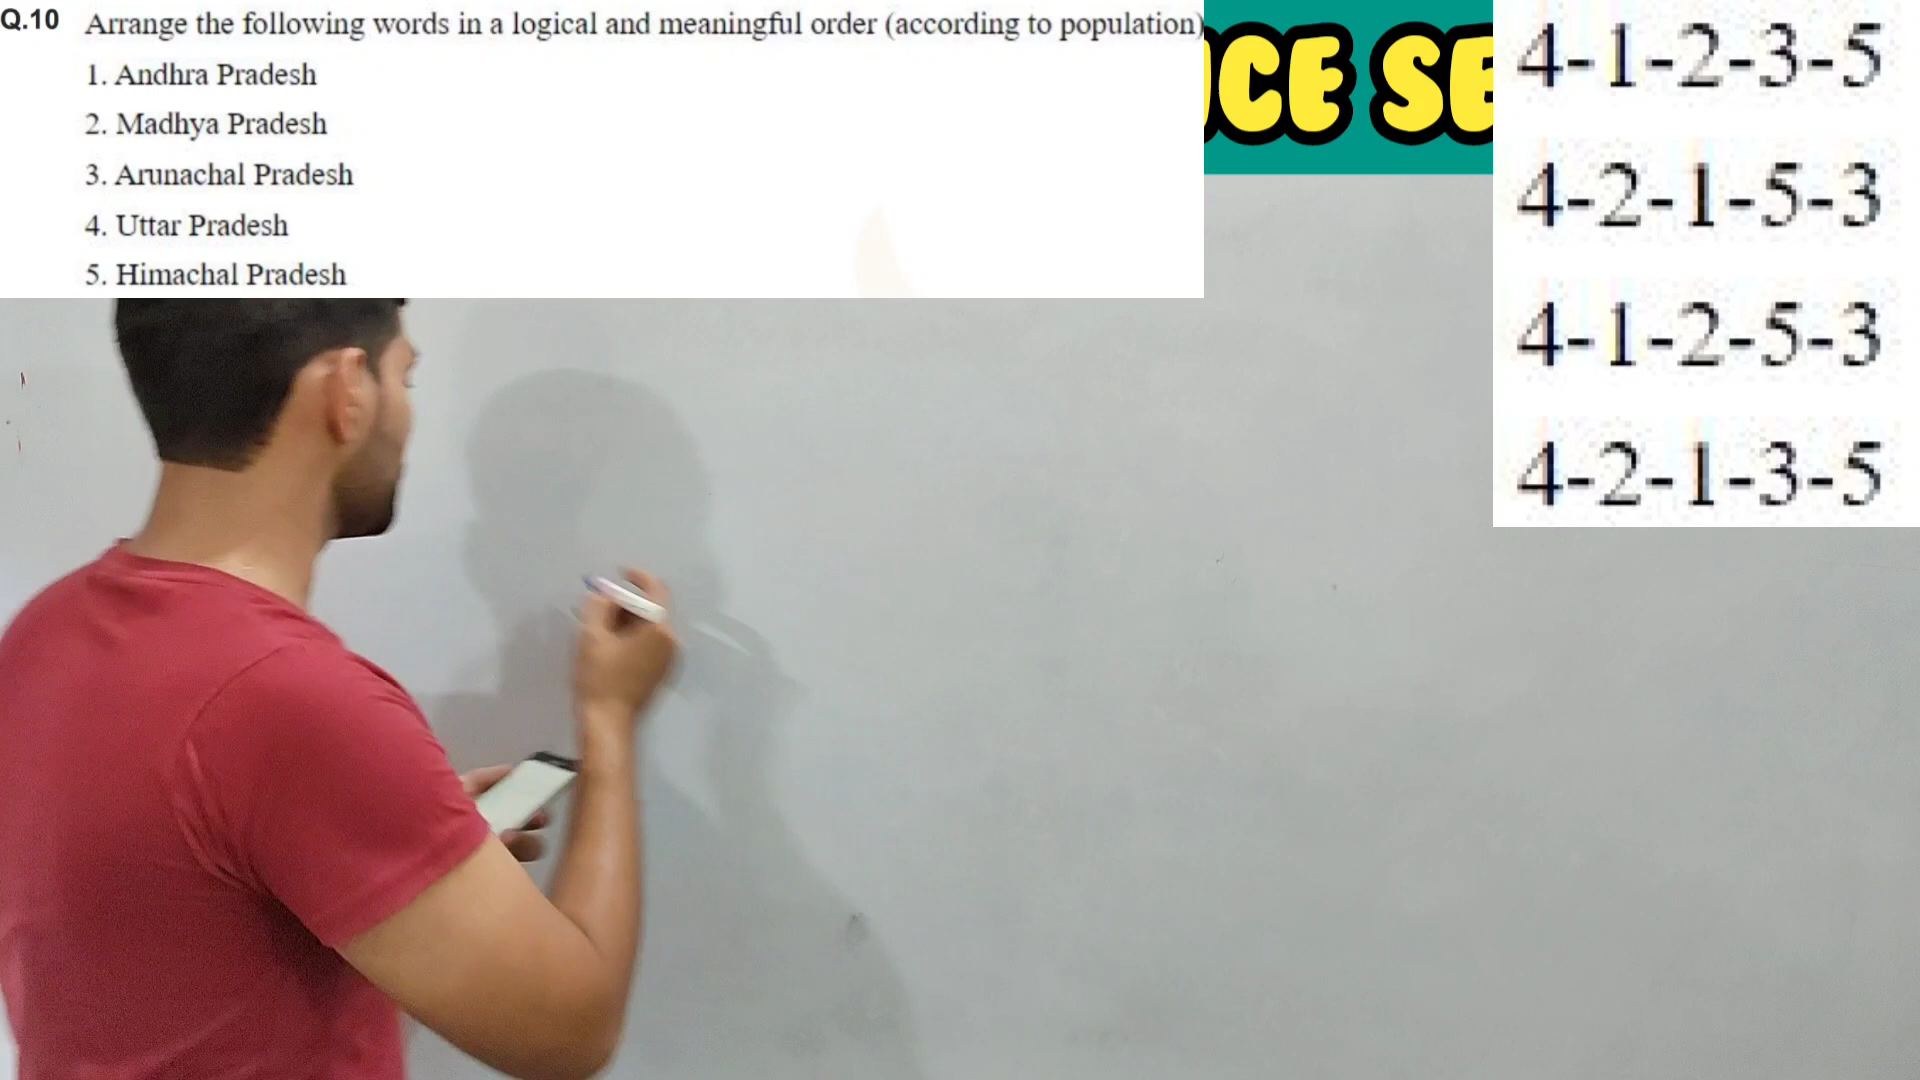 Q.10 Arrange the following words in a logical and meaningful order (according to population)
1. Andhra Pradesh
2. Madhya Pradesh
3. Arunachal Pradesh
4. Uttar Pradesh
5. Himachal Pradesh
CE SE
4-1-2-3-5
4-2-1-5-3
4-1-2-5-3
4-2-1-3-5